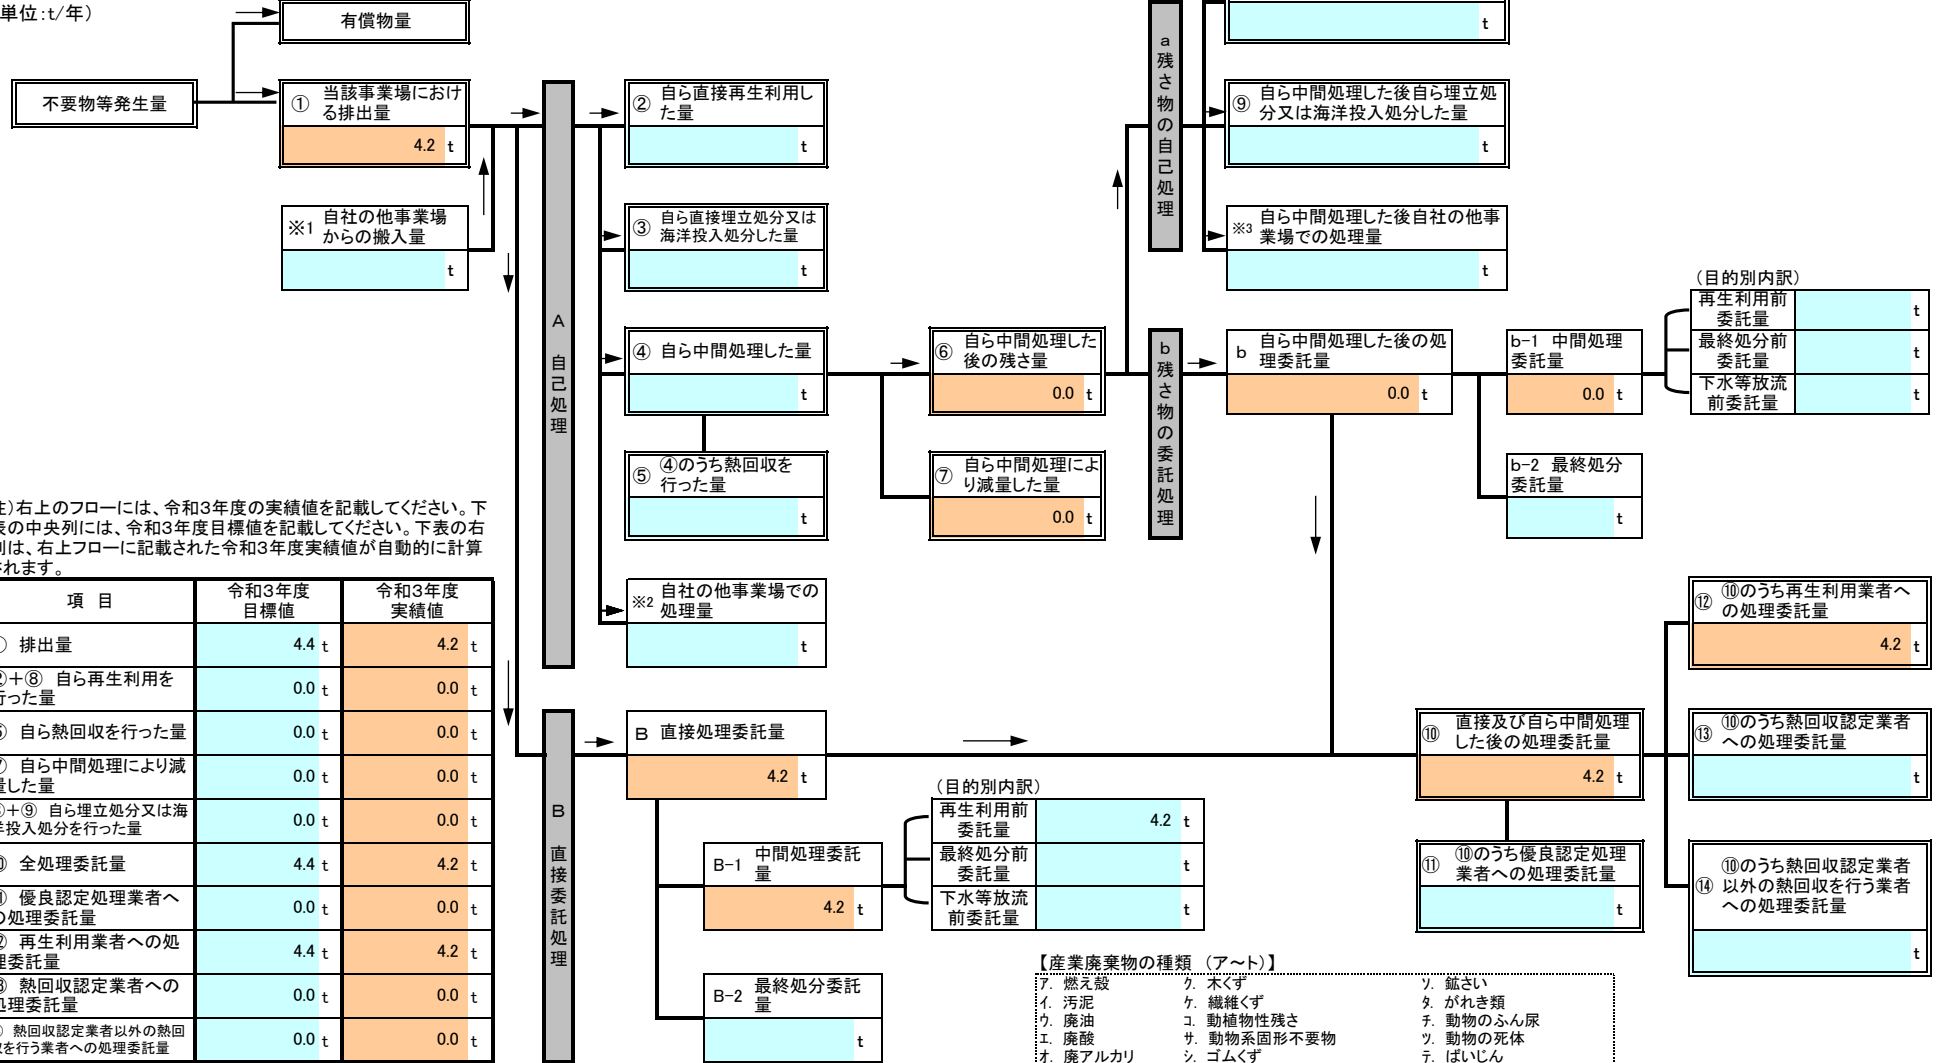 単位:t/年)
有償物量
不要物等発生量
① 当該事業場におけ
る排出量
4.2 t
※1 自社の他事業場
からの搬入量
t
A 自己処理
② 自ら直接再生利用し
た量
t
③ 自ら直接埋立処分又は
海洋投入処分した量
t
④ 自ら中間処理した量
t
⑤ ④のうち熱回収を
行った量
t
※2 自社の他事業場での
処理量
t
⑥ 自ら中間処理した
後の残さ量
0.0 t
⑦ 自ら中間処理によ
り減量した量
0.0 t
a残さ物の自己処理
t
⑨ 自ら中間処理した後自ら埋立処
分又は海洋投入処分した量
t
※3 自ら中間処理した後自社の他事
業場での処理量
t
b残さ物の委託処理
b 自ら中間処理した後の処
理委託量
0.0 t
b-1 中間処理
委託量
0.0 t
b-2 最終処分
委託量
t
(目的別内訳)
再生利用前
委託量
t
最終処分前
委託量
t
下水等放流
前委託量
t
)右上のフローには、令和3年度の実績値を記載してください。下
の中央列には、令和3年度目標値を記載してください。下表の右
は、右上フローに記載された令和3年度実績値が自動的に計算
れます。
項 目 令和3年度
目標値 令和3年度
実績値
排出量 4.4 t 4.2 t
+⑧ 自ら再生利用を
った量 0.0 t 0.0 t
自ら熱回収を行った量 0.0 t 0.0 t
自ら中間処理により減
した量 0.0 t 0.0 t
+⑨ 自ら埋立処分又は海
投入処分を行った量 0.0 t 0.0 t
全処理委託量 4.4 t 4.2 t
優良認定処理業者へ
の処理委託量 0.0 t 0.0 t
再生利用業者への処
理委託量 4.4 t 4.2 t
熱回収認定業者への
処理委託量 0.0 t 0.0 t
熱回収認定業者以外の熱回
収を行う業者への処理委託量 0.0 t 0.0 t
B 直接委託処理
B 直接処理委託量
4.2 t
B-1 中間処理委託
量
4.2 t
B-2 最終処分委託
量
t
(目的別内訳)
再生利用前
委託量
4.2 t
最終処分前
委託量
t
下水等放流
前委託量
t
⑩ 直接及び自ら中間処理
した後の処理委託量
4.2 t
⑪ ⑩のうち優良認定処理
業者への処理委託量
t
⑫ ⑩のうち再生利用業者へ
の処理委託量
4.2 t
⑬ ⑩のうち熱回収認定業者
への処理委託量
t
⑭ ⑩のうち熱回収認定業者
以外の熱回収を行う業者
への処理委託量
t
【産業廃棄物の種類 (ア～ト)】
ア. 燃え殻 ク. 木くず ソ. 鉱さい
イ. 汚泥 ケ. 繊維くず タ. がれき類
ウ. 廃油 コ. 動植物性残さ チ. 動物のふん尿
エ. 廃酸 サ. 動物系固形不要物 ツ. 動物の死体
オ. 廃アルカリ シ. ゴムくず テ. ばいじん